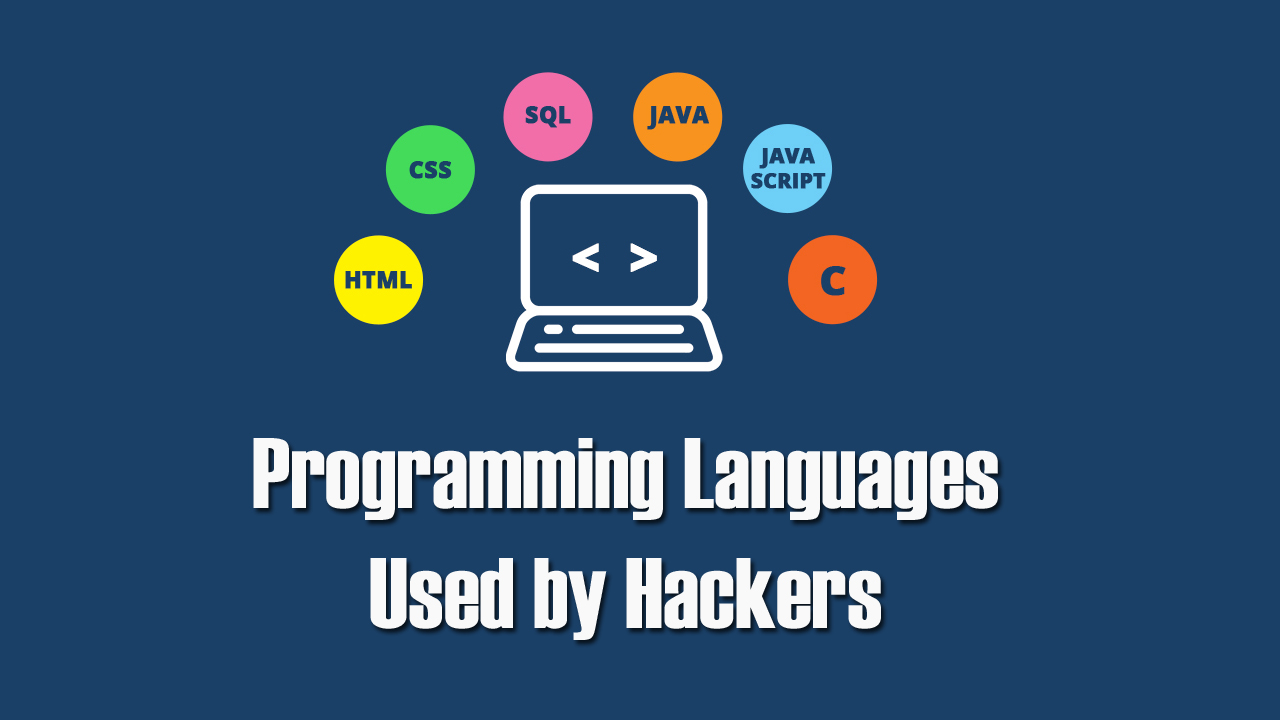 SQL
JAVA
CSS
JAVA
SCRIPT
HTML
< >
C
Programming Languages
Used by Hackers